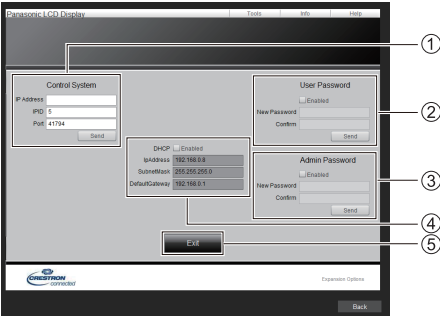 Panasonic LCD Display
Tools Info Help
①
Control System
IP Address
IPID 5
Port 41794
Send
User Password
Enabled
New Password
Confirm
Send
②
DHCP Enabled
IpAddress 192.168.0.8
SubnetMask 255.255.255.0
DefaultGateway 192.168.0.1
Admin Password
Enabled
New Password
Confirm
Send
③
④
Exit
⑤
CRESTRON
connected
Expansion Options
Back